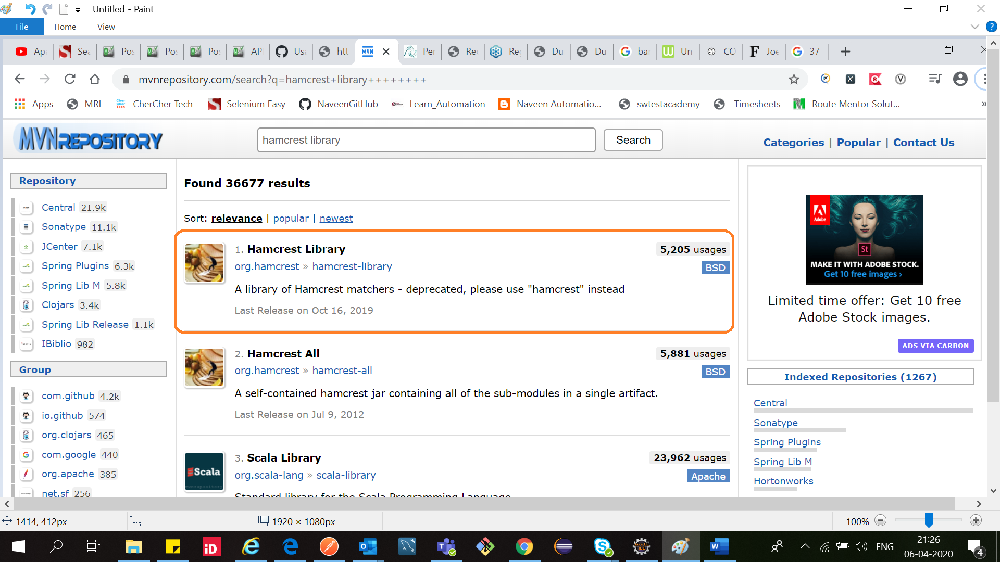 Untitled - Paint
File Home View
Ap Sea Pos Pos Pos AP Usa htt MVN Per Rec Reg Du Du bar Un CO Joe 37
mvnrepository.com/search?q=hamcrest+library++++++++
Apps MRI CherCher Tech Selenium Easy NaveenGitHub Learn_Automation Naveen Automatio... swtestacademy Timesheets Route Mentor Solut... »
MVNREPOSITORY
hamcrest library
Search
Categories | Popular | Contact Us
Repository
Central 21.9k
Sonatype 11.1k
JCenter 7.1k
Spring Plugins 6.3k
Spring Lib M 5.8k
Clojars 3.4k
Spring Lib Release 1.1k
IBiblio 982
Group
com.github 4.2k
io.github 574
org.clojars 465
com.google 440
org.apache 385
net.sf 256
Found 36677 results
Sort: relevance | popular | newest
1. Hamcrest Library
5,205 usages
org.hamcrest » hamcrest-library
BSD
A library of Hamcrest matchers - deprecated, please use "hamcrest" instead
Last Release on Oct 16, 2019
2. Hamcrest All
5,881 usages
org.hamcrest » hamcrest-all
BSD
A self-contained hamcrest jar containing all of the sub-modules in a single artifact.
Last Release on Jul 9, 2012
3. Scala Library
23,962 usages
org.scala-lang » scala-library
Apache
Scala
Standard library for the Scala Programming Language
Adobe
St
MAKE IT WITH ADOBE STOCK.
Get 10 free images ›
Limited time offer: Get 10 free
Adobe Stock images.
ADS VIA CARBON
Indexed Repositories (1267)
Central
Sonatype
Spring Plugins
Spring Lib M
Hortonworks
1414, 412px
1920 × 1080px
100%
ENG
21:26
06-04-2020
4